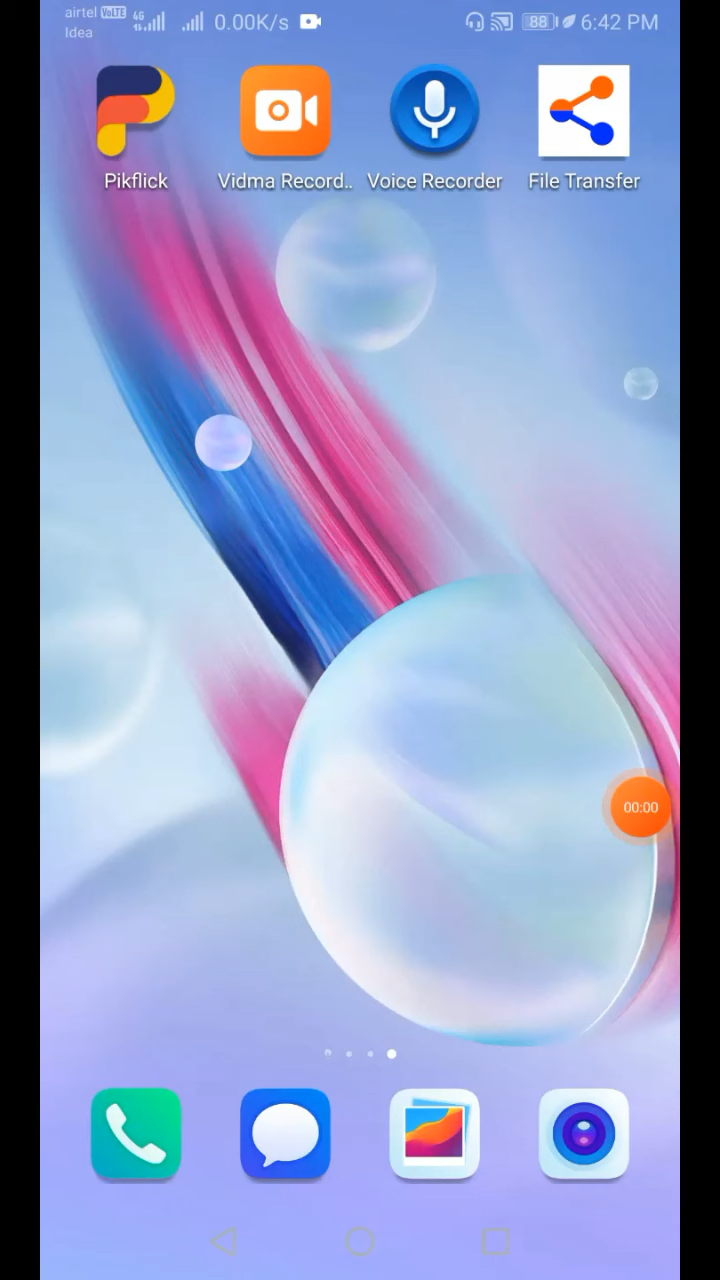 airtel VoLTE 4G 0.00K/s 88 6:42 PM
Idea
Pikflick Vidma Record.. Voice Recorder File Transfer
00:00